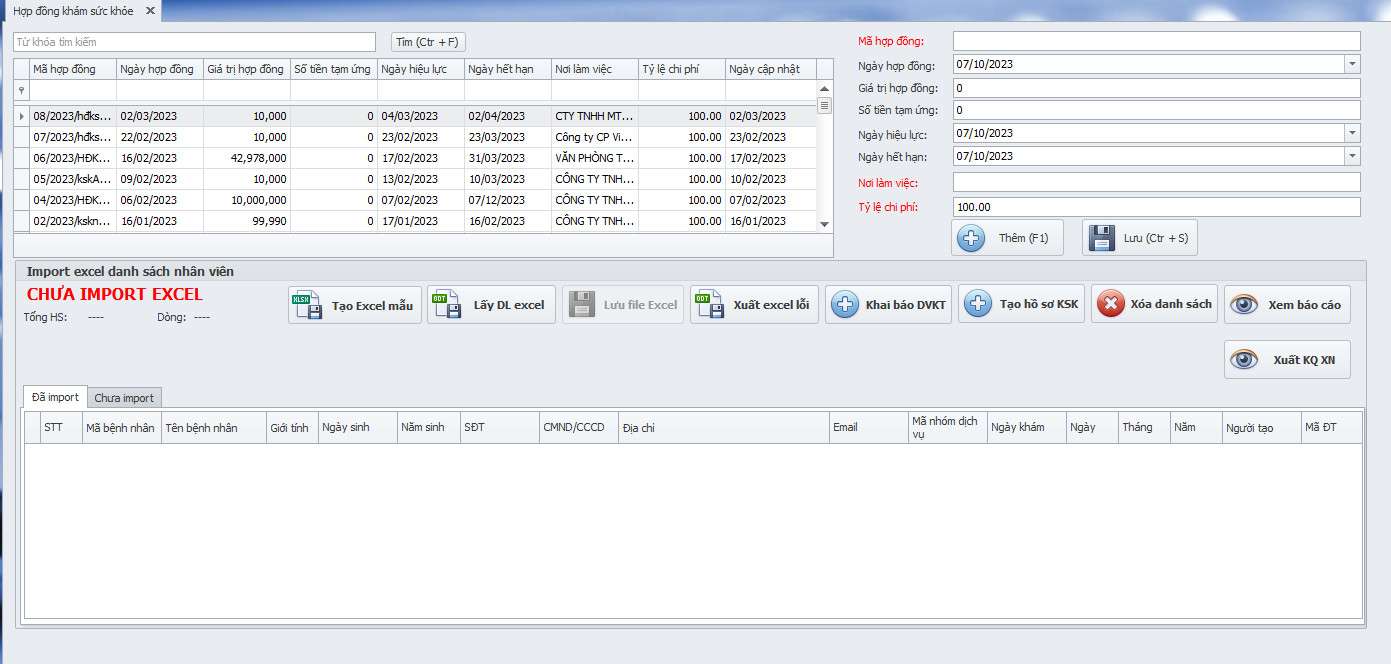 Hợp đồng khám sức khỏe
Từ khóa tìm kiếm
Tìm (Ctr + F)
Mã hợp đồng Ngày hợp đồng Giá trị hợp đồng Số tiền tạm ứng Ngày hiệu lực Ngày hết hạn Nơi làm việc Tỷ lệ chi phí Ngày cập nhật
08/2023/hđks... 02/03/2023 10,000 0 04/03/2023 02/04/2023 CTY TNHH MT... 100.00 02/03/2023
07/2023/hđks... 22/02/2023 10,000 0 23/02/2023 23/03/2023 Công ty CP Vi... 100.00 23/02/2023
06/2023/HĐK... 16/02/2023 42,978,000 0 17/02/2023 31/03/2023 VĂN PHÒNG T... 100.00 17/02/2023
05/2023/kskA... 09/02/2023 10,000 0 13/02/2023 10/03/2023 CÔNG TY TNH... 100.00 10/02/2023
04/2023/HĐK... 06/02/2023 10,000,000 0 07/02/2023 07/12/2023 CÔNG TY TNH... 100.00 07/02/2023
02/2023/kskn... 16/01/2023 99,990 0 17/01/2023 16/02/2023 CÔNG TY TNH... 100.00 16/01/2023
Mã hợp đồng:
Ngày hợp đồng: 07/10/2023
Giá trị hợp đồng: 0
Số tiền tạm ứng: 0
Ngày hiệu lực: 07/10/2023
Ngày hết hạn: 07/10/2023
Nơi làm việc:
Tỷ lệ chi phí: 100.00
Thêm (F1) Lưu (Ctr + S)
Import excel danh sách nhân viên
CHƯA IMPORT EXCEL
Tổng HS: ---- Dòng: ----
XLSX Tạo Excel mẫu
ODT Lấy DL excel
Lưu file Excel
ODT Xuất excel lỗi
Khai báo DVKT
Tạo hồ sơ KSK
Xóa danh sách
Xem báo cáo
Xuất KQ XN
Đã import Chưa import
STT Mã bệnh nhân Tên bệnh nhân Giới tính Ngày sinh Năm sinh SĐT CMND/CCCD Địa chỉ Email Mã nhóm dịch vụ Ngày khám Ngày Tháng Năm Người tạo Mã ĐT